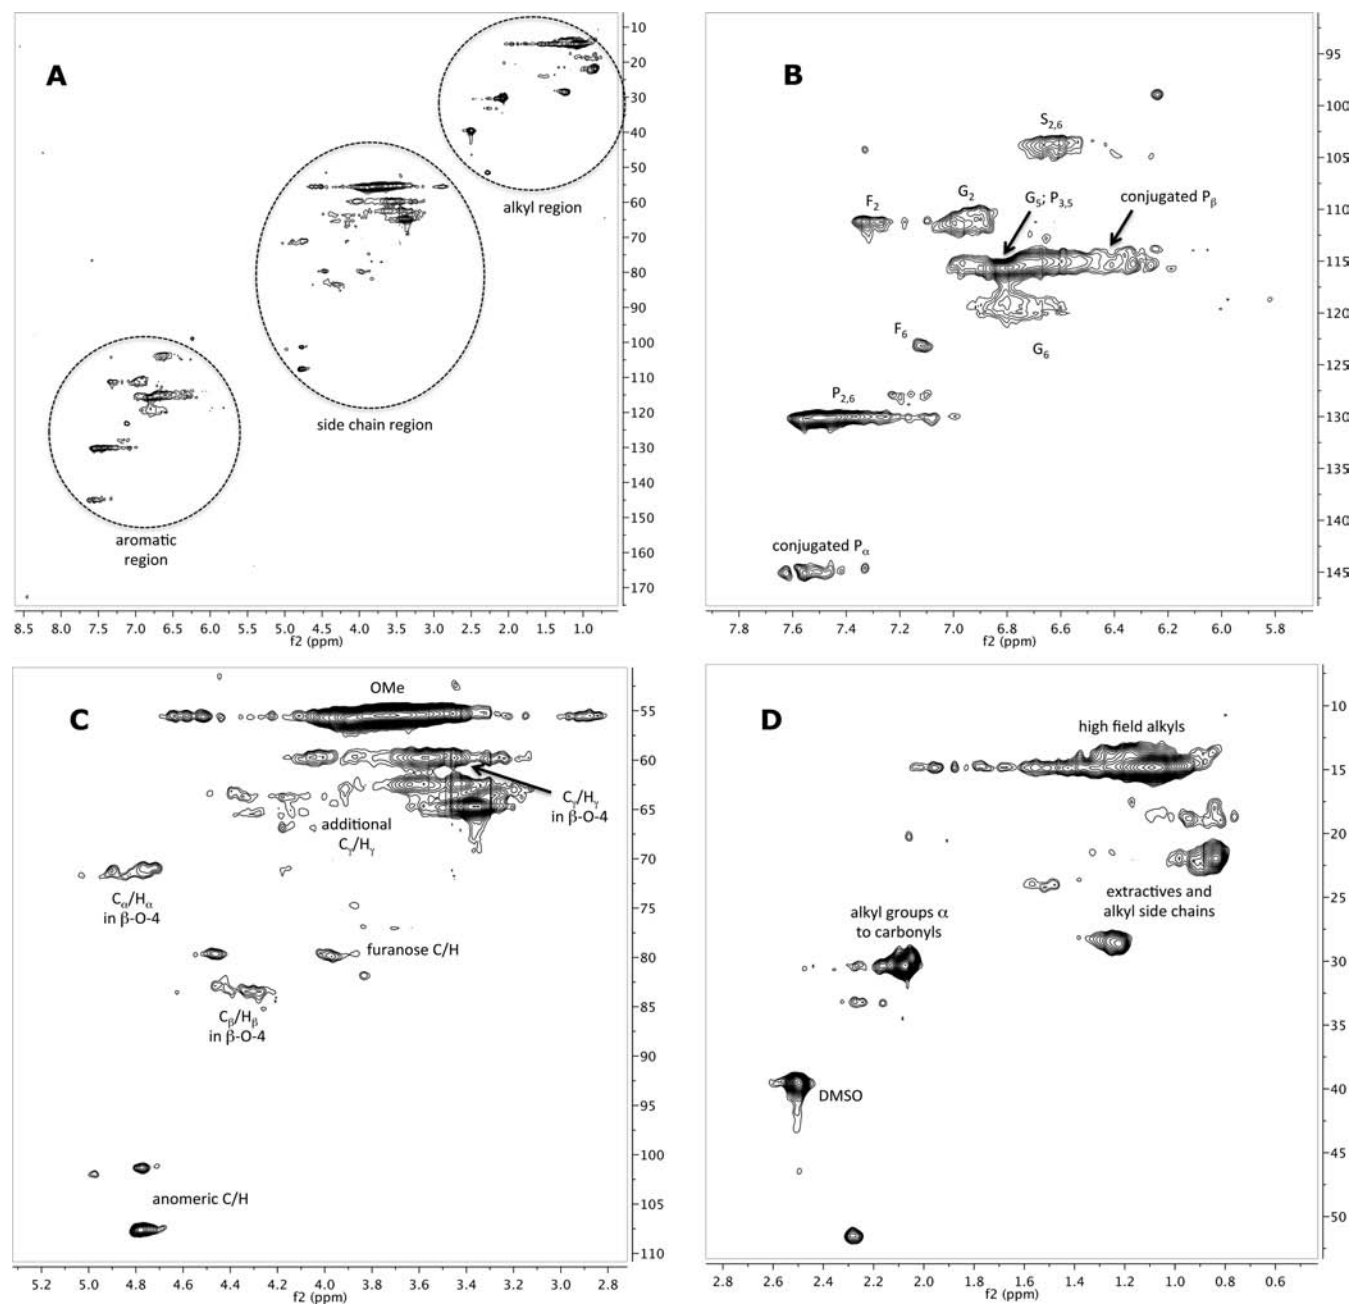 A
alkyl region
side chain region
aromatic
region
10
20
30
40
50
60
70
80
90
100
110
120
130
140
150
160
170
8.5 8.0 7.5 7.0 6.5 6.0 5.5 5.0 4.5 4.0 3.5 3.0 2.5 2.0 1.5 1.0
f2 (ppm)
B
S2,6
F2
G2
G5; P3,5
conjugated Pβ
F6
G6
P2,6
conjugated Pα
95
100
105
110
115
120
125
130
135
140
145
7.8 7.6 7.4 7.2 7.0 6.8 6.6 6.4 6.2 6.0 5.8
f2 (ppm)
C
OMe
Cγ/Hγ
in β-O-4
additional
Cγ/Hγ
Cα/Hα
in β-O-4
furanose C/H
Cβ/Hβ
in β-O-4
anomeric C/H
55
60
65
70
75
80
85
90
95
100
105
110
5.2 5.0 4.8 4.6 4.4 4.2 4.0 3.8 3.6 3.4 3.2 3.0 2.8
f2 (ppm)
D
high field alkyls
extractives and
alkyl side chains
alkyl groups α
to carbonyls
DMSO
10
15
20
25
30
35
40
45
50
2.8 2.6 2.4 2.2 2.0 1.8 1.6 1.4 1.2 1.0 0.8 0.6
f2 (ppm)